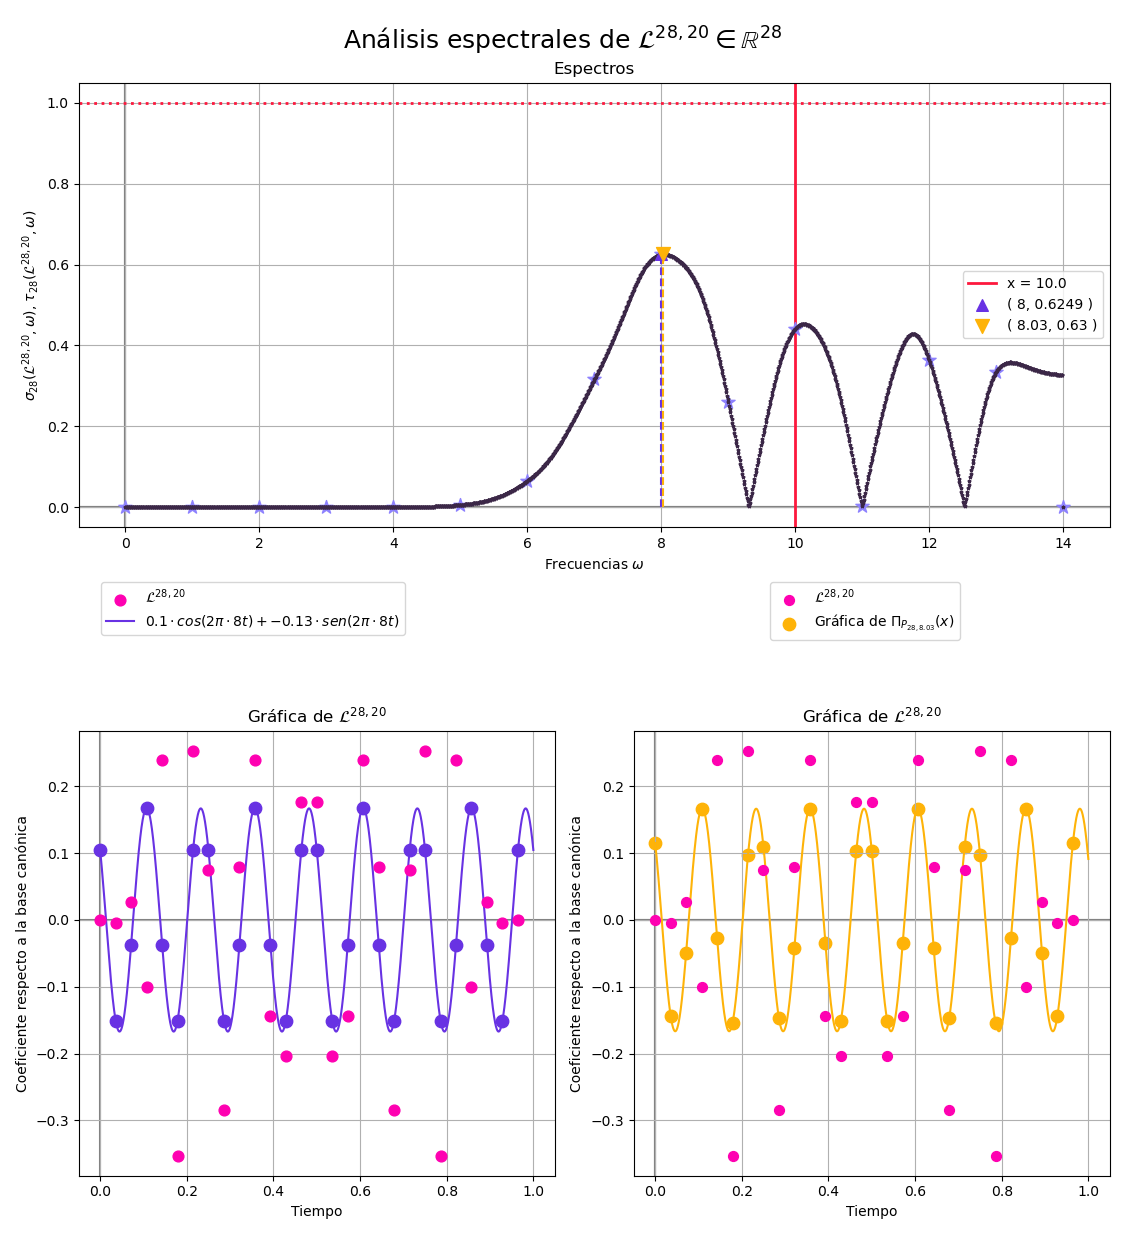 Análisis espectrales de 𝓛^{28,20} ∈ ℝ^{28}
Espectros
σ_{28}(𝓛^{28,20}, ω), τ_{28}(𝓛^{28,20}, ω)
1.0
0.8
0.6
0.4
0.2
0.0
x = 10.0
( 8, 0.6249 )
( 8.03, 0.63 )
0 2 4 6 8 10 12 14
Frecuencias ω
𝓛^{28,20}
0.1 · cos(2π · 8t) + −0.13 · sen(2π · 8t)
𝓛^{28,20}
Gráfica de Π_{P_{28,8.03}}(x)
Gráfica de 𝓛^{28,20}
Coeficiente respecto a la base canónica
0.2
0.1
0.0
−0.1
−0.2
−0.3
0.0 0.2 0.4 0.6 0.8 1.0
Tiempo
Gráfica de 𝓛^{28,20}
Coeficiente respecto a la base canónica
0.2
0.1
0.0
−0.1
−0.2
−0.3
0.0 0.2 0.4 0.6 0.8 1.0
Tiempo